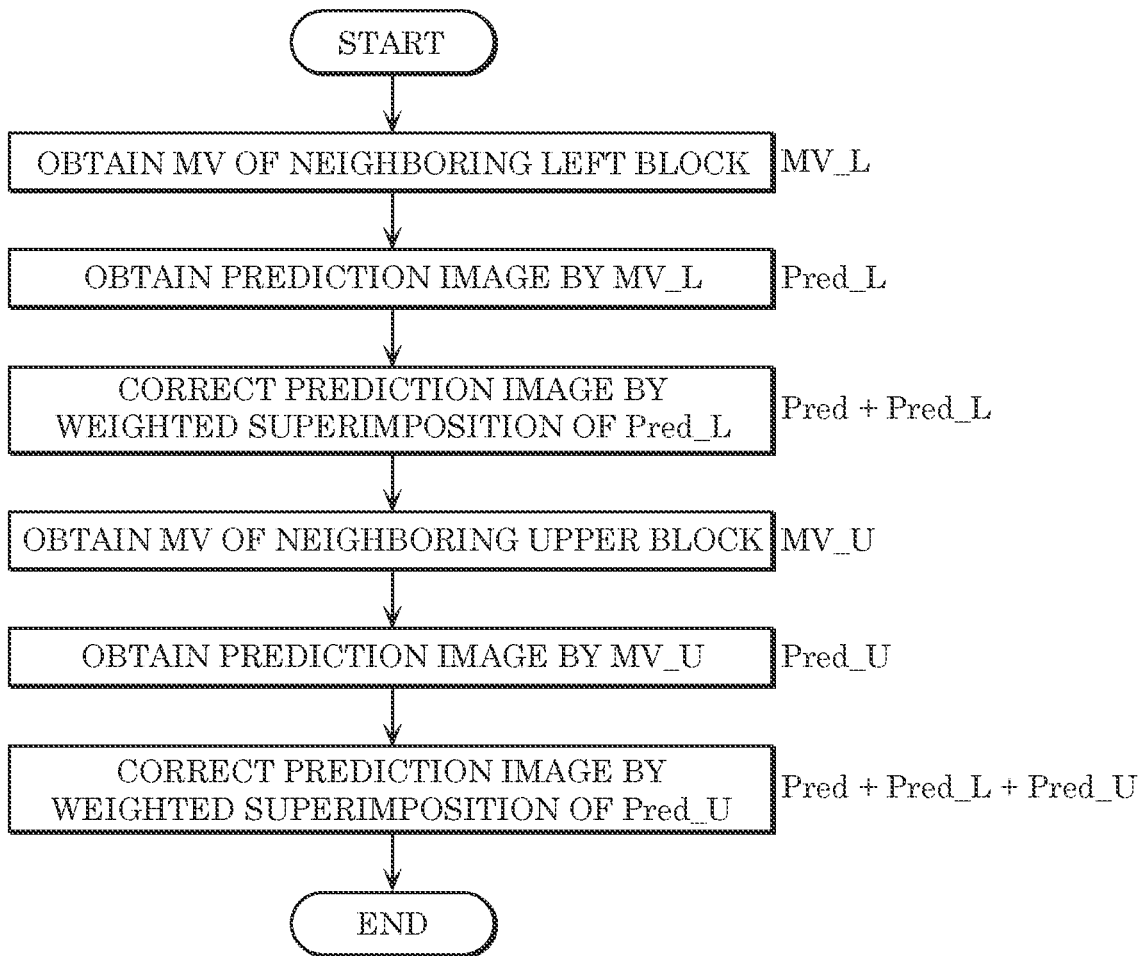 START
OBTAIN MV OF NEIGHBORING LEFT BLOCK
MV_L
OBTAIN PREDICTION IMAGE BY MV_L
Pred_L
CORRECT PREDICTION IMAGE BY
WEIGHTED SUPERIMPOSITION OF Pred_L
Pred + Pred_L
OBTAIN MV OF NEIGHBORING UPPER BLOCK
MV_U
OBTAIN PREDICTION IMAGE BY MV_U
Pred_U
CORRECT PREDICTION IMAGE BY
WEIGHTED SUPERIMPOSITION OF Pred_U
Pred + Pred_L + Pred_U
END